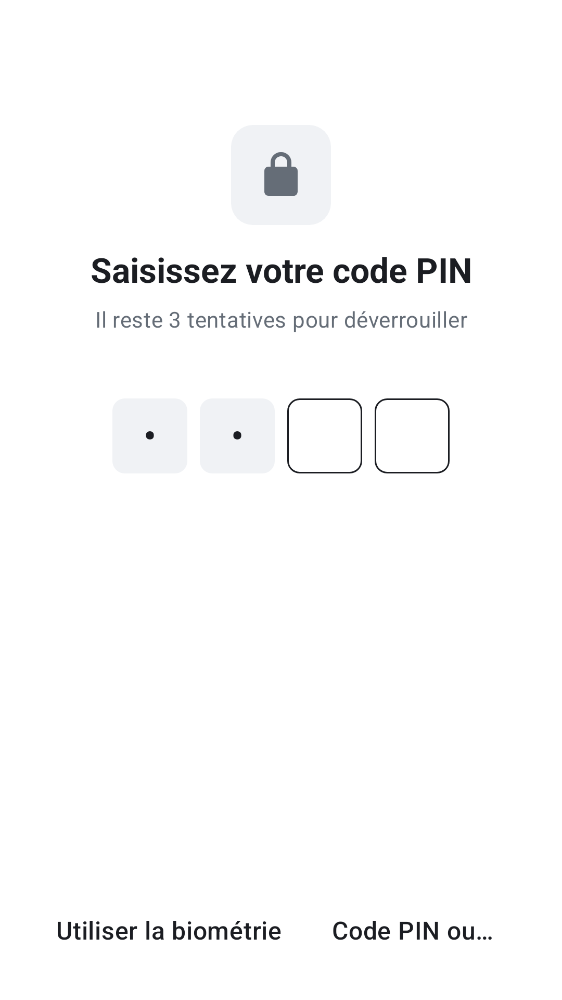 Saisissez votre code PIN
Il reste 3 tentatives pour déverrouiller
Utiliser la biométrie
Code PIN ou…